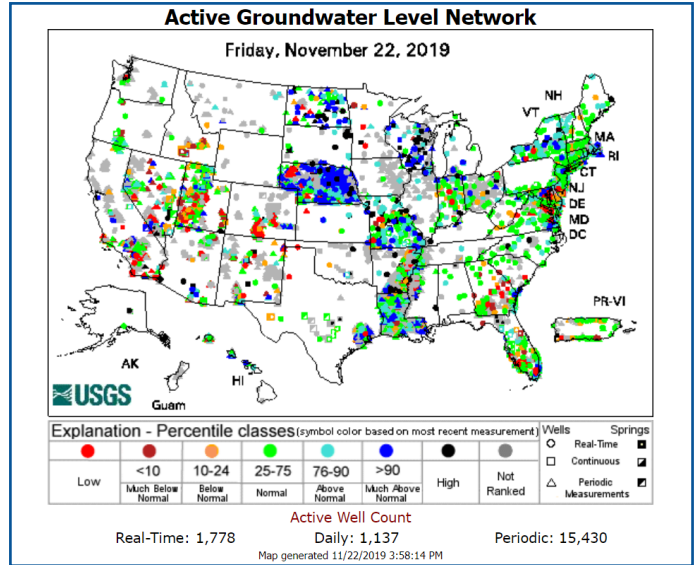 Active Groundwater Level Network
Friday, November 22, 2019
NH
VT
MA
RI
CT
NJ
DE
MD
DC
PR-VI
AK
HI
Guam
USGS
Explanation - Percentile classes (symbol color based on most recent measurement)
Low
<10
Much Below Normal
10-24
Below Normal
25-75
Normal
76-90
Above Normal
>90
Much Above Normal
High
Not Ranked
Wells Springs
Real-Time
Continuous
Periodic Measurements
Active Well Count
Real-Time: 1,778 Daily: 1,137 Periodic: 15,430
Map generated 11/22/2019 3:58:14 PM